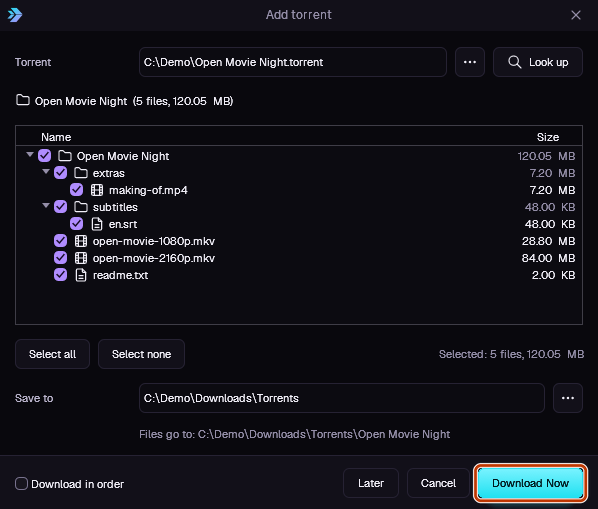 Add torrent
Torrent C:\Demo\Open Movie Night.torrent ... Look up
Open Movie Night (5 files, 120.05 MB)
Name Size
Open Movie Night 120.05 MB
extras 7.20 MB
making-of.mp4 7.20 MB
subtitles 48.00 KB
en.srt 48.00 KB
open-movie-1080p.mkv 28.80 MB
open-movie-2160p.mkv 84.00 MB
readme.txt 2.00 KB
Select all Select none Selected: 5 files, 120.05 MB
Save to C:\Demo\Downloads\Torrents ...
Files go to: C:\Demo\Downloads\Torrents\Open Movie Night
Download in order Later Cancel Download Now